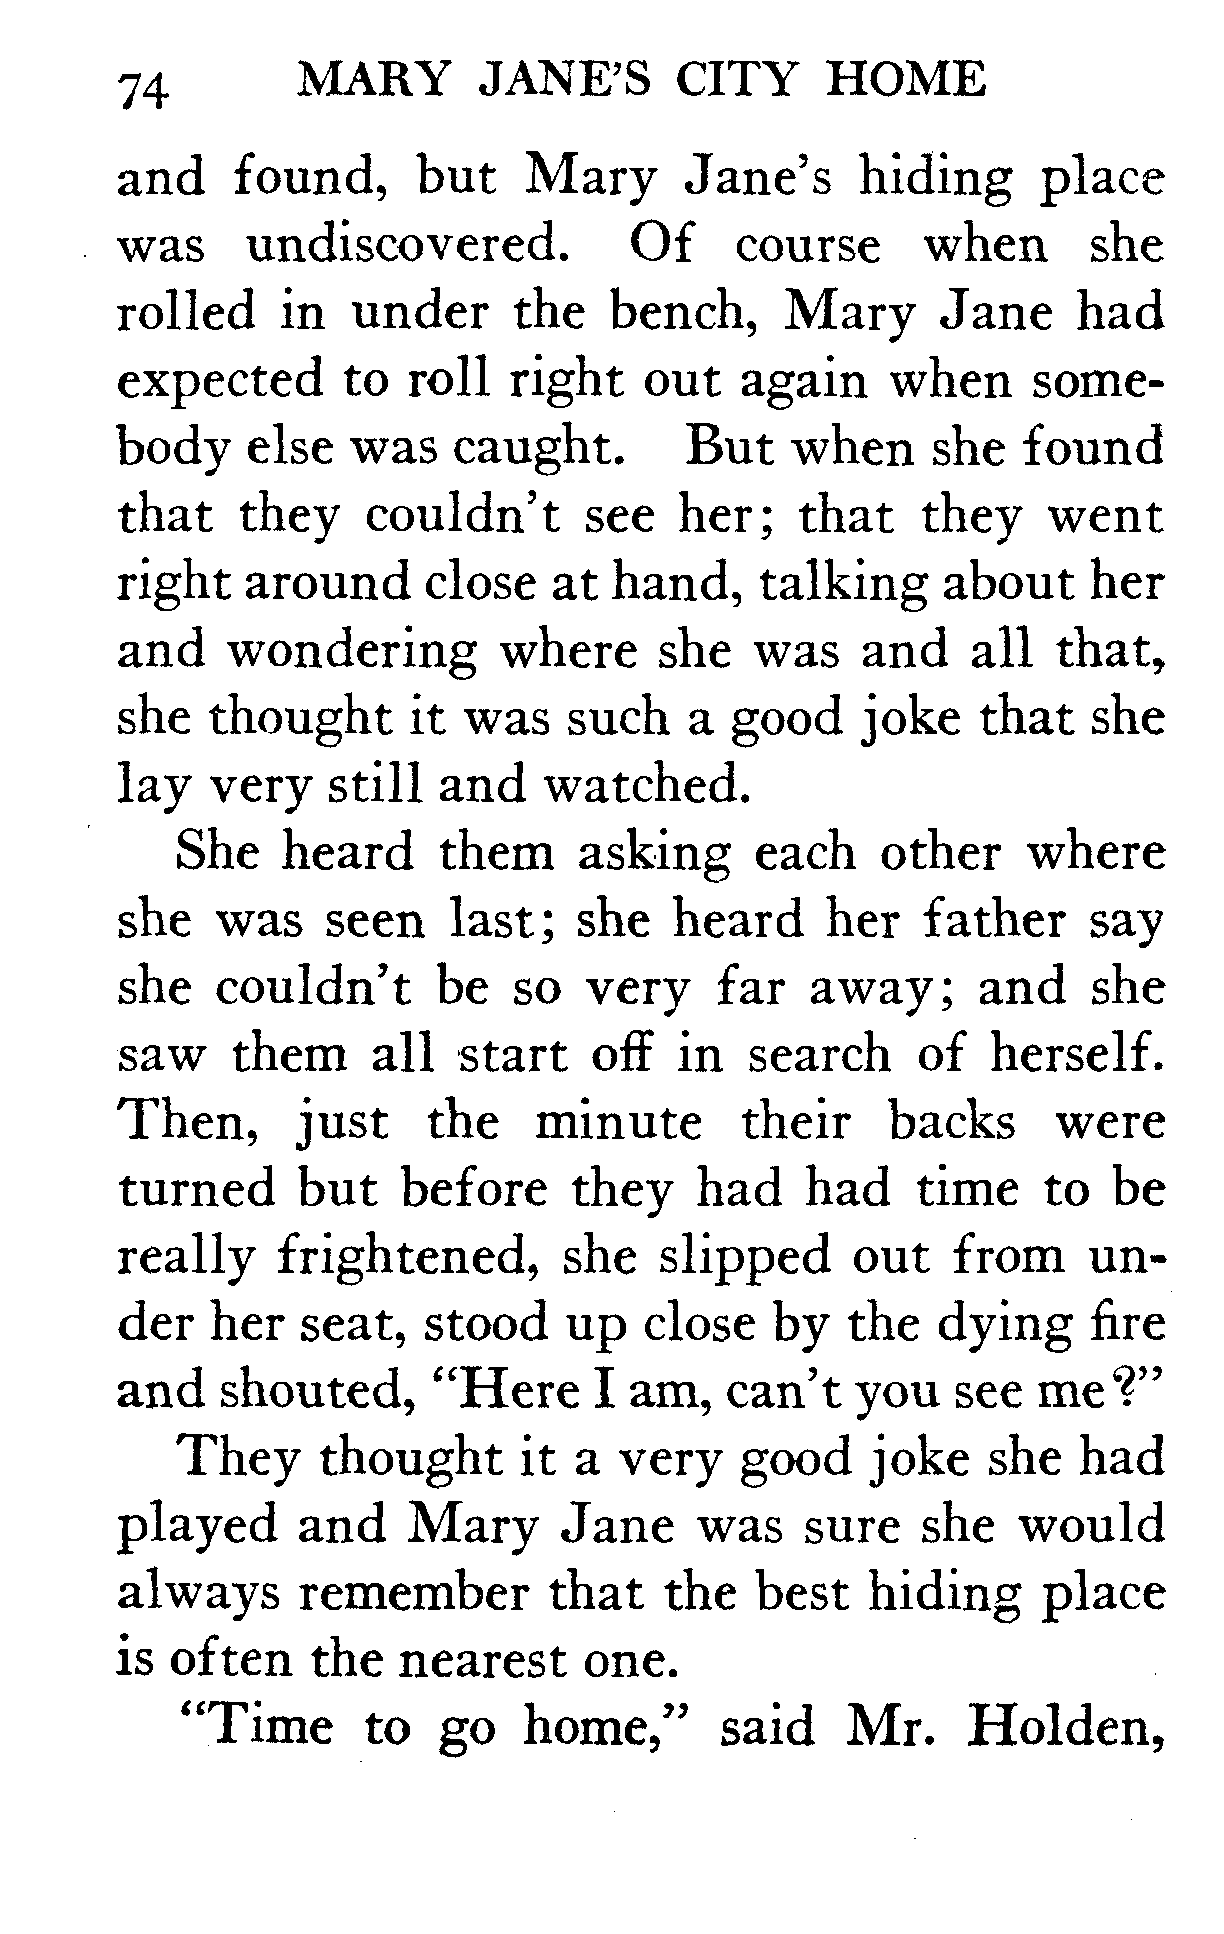 74 MARY JANE'S CITY HOME
and found, but Mary Jane's hiding place
was undiscovered. Of course when she
rolled in under the bench, Mary Jane had
expected to roll right out again when some-
body else was caught. But when she found
that they couldn't see her; that they went
right around close at hand, talking about her
and wondering where she was and all that,
she thought it was such a good joke that she
lay very still and watched.
She heard them asking each other where
she was seen last; she heard her father say
she couldn't be so very far away; and she
saw them all start off in search of herself.
Then, just the minute their backs were
turned but before they had had time to be
really frightened, she slipped out from un-
der her seat, stood up close by the dying fire
and shouted, "Here I am, can't you see me?"
They thought it a very good joke she had
played and Mary Jane was sure she would
always remember that the best hiding place
is often the nearest one.
"Time to go home," said Mr. Holden,